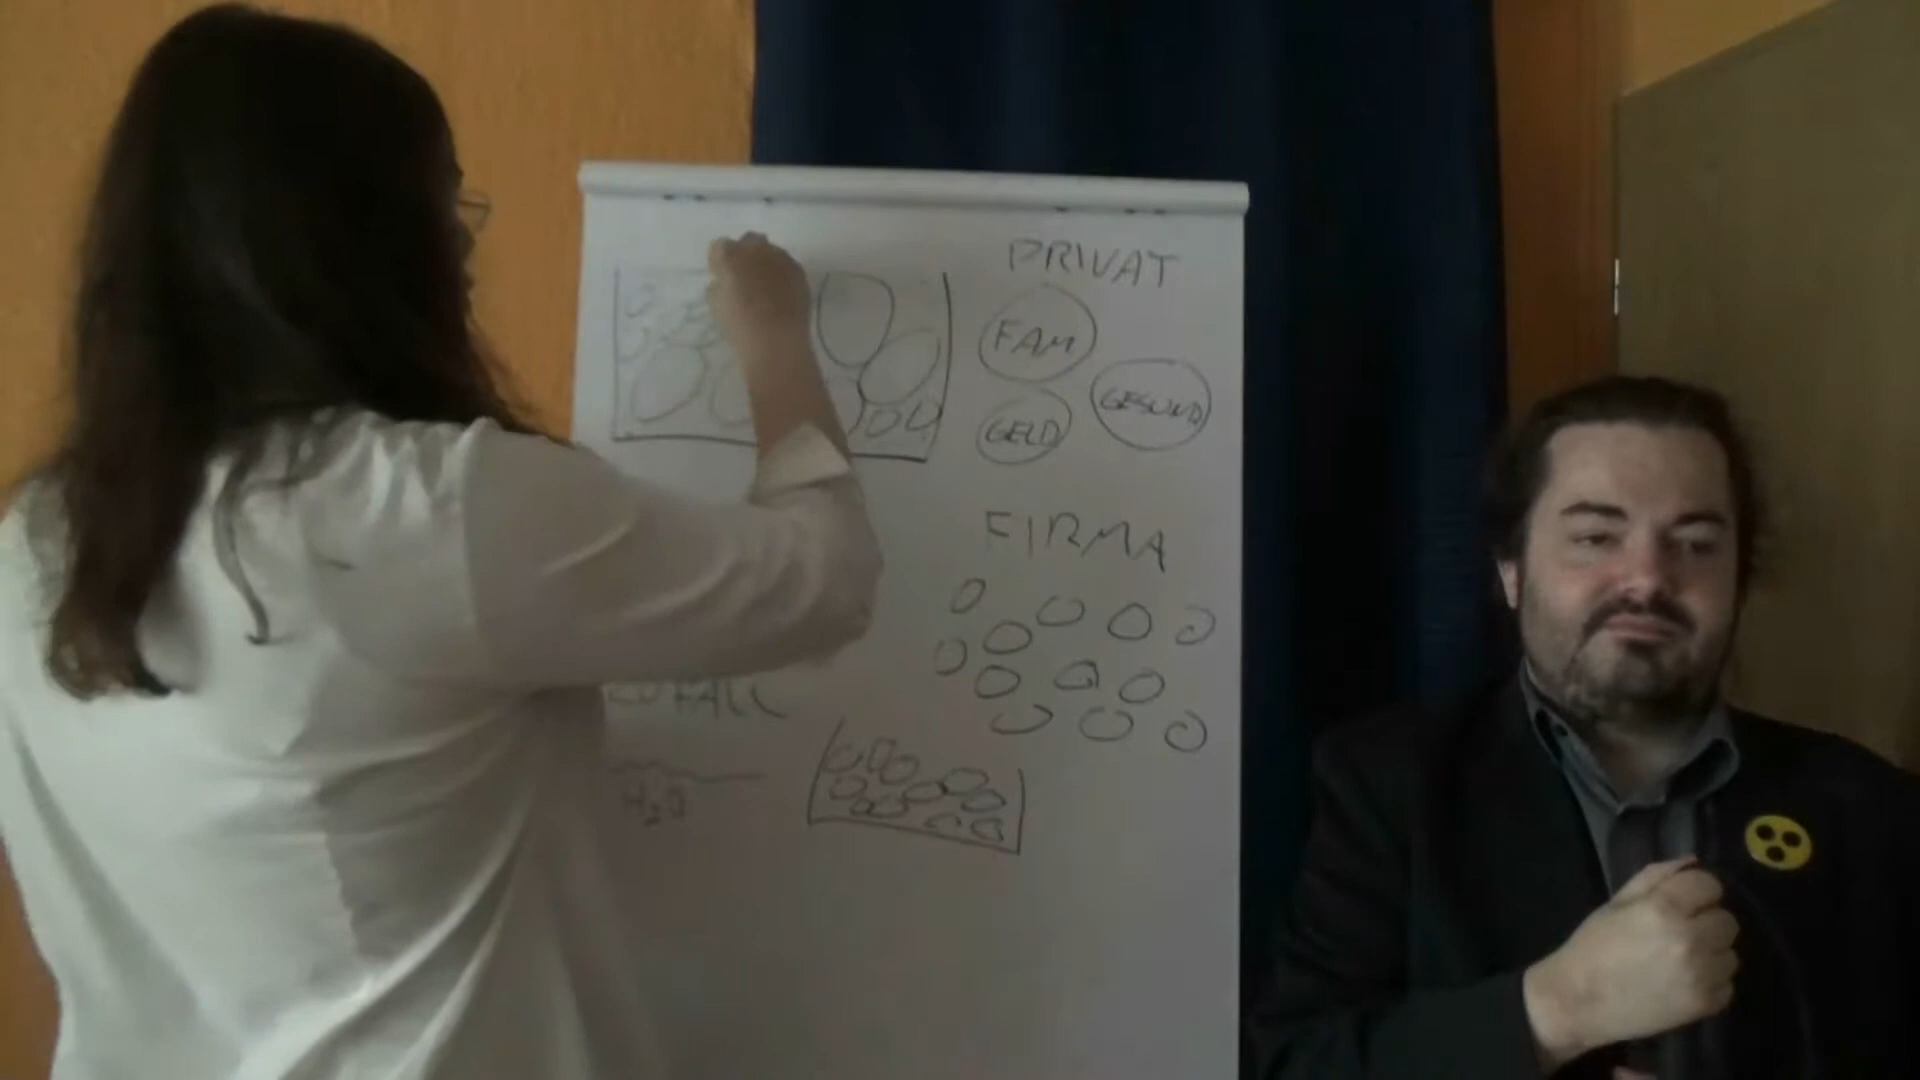 PRIVAT
FAM
GESUND
GELD
FIRMA
H₂O